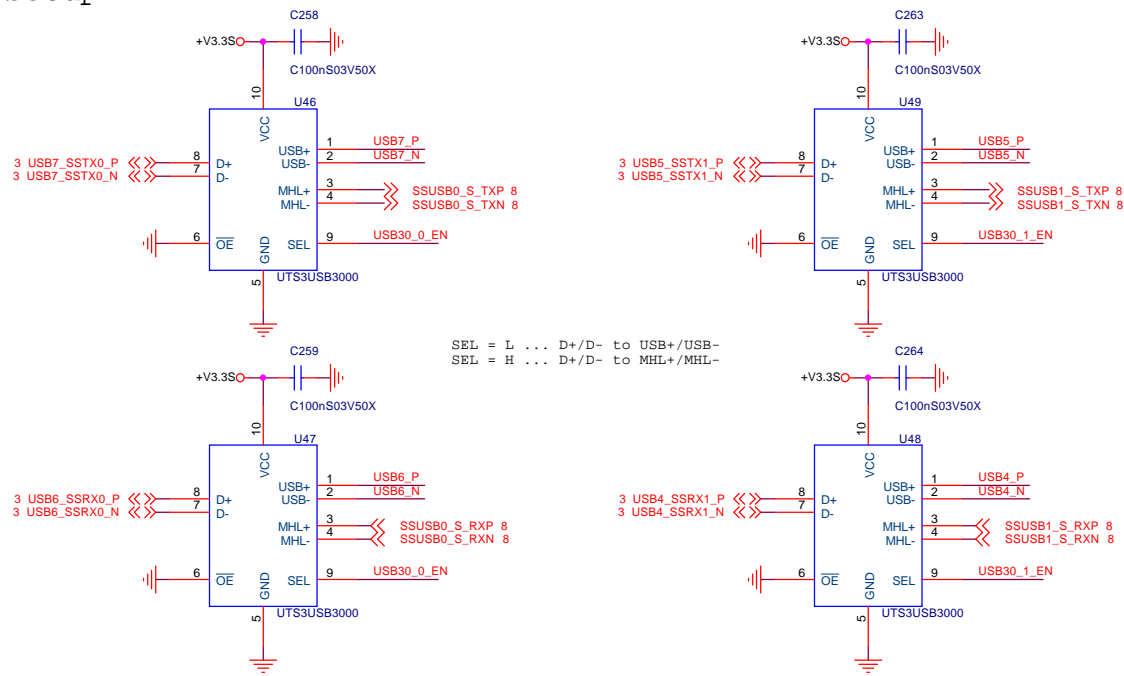 C258
+V3.3S
C100nS03V50X
10
U46
VCC
USB+ 1 USB7_P
USB- 2 USB7_N
3 USB7_SSTX0_P 8 D+
3 USB7_SSTX0_N 7 D-
MHL+ 3 SSUSB0_S_TXP 8
MHL- 4 SSUSB0_S_TXN 8
6 OE GND SEL 9 USB30_0_EN
5 UTS3USB3000
C263
+V3.3S
C100nS03V50X
10
U49
VCC
USB+ 1 USB5_P
USB- 2 USB5_N
3 USB5_SSTX1_P 8 D+
3 USB5_SSTX1_N 7 D-
MHL+ 3 SSUSB1_S_TXP 8
MHL- 4 SSUSB1_S_TXN 8
6 OE GND SEL 9 USB30_1_EN
5 UTS3USB3000
SEL = L ... D+/D- to USB+/USB-
SEL = H ... D+/D- to MHL+/MHL-
C259
+V3.3S
C100nS03V50X
10
U47
VCC
USB+ 1 USB6_P
USB- 2 USB6_N
3 USB6_SSRX0_P 8 D+
3 USB6_SSRX0_N 7 D-
MHL+ 3 SSUSB0_S_RXP 8
MHL- 4 SSUSB0_S_RXN 8
6 OE GND SEL 9 USB30_0_EN
5 UTS3USB3000
C264
+V3.3S
C100nS03V50X
10
U48
VCC
USB+ 1 USB4_P
USB- 2 USB4_N
3 USB4_SSRX1_P 8 D+
3 USB4_SSRX1_N 7 D-
MHL+ 3 SSUSB1_S_RXP 8
MHL- 4 SSUSB1_S_RXN 8
6 OE GND SEL 9 USB30_1_EN
5 UTS3USB3000